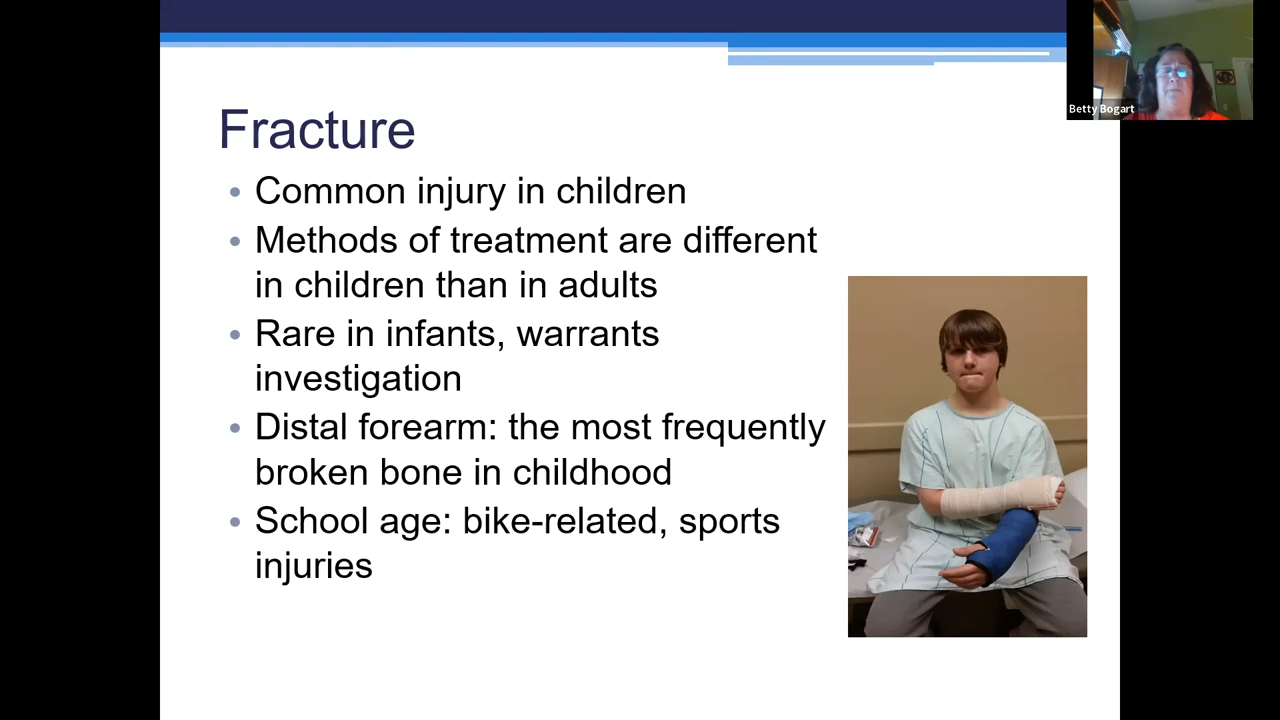 Betty Bogart
Fracture
• Common injury in children
• Methods of treatment are different
in children than in adults
• Rare in infants, warrants
investigation
• Distal forearm: the most frequently
broken bone in childhood
• School age: bike-related, sports
injuries